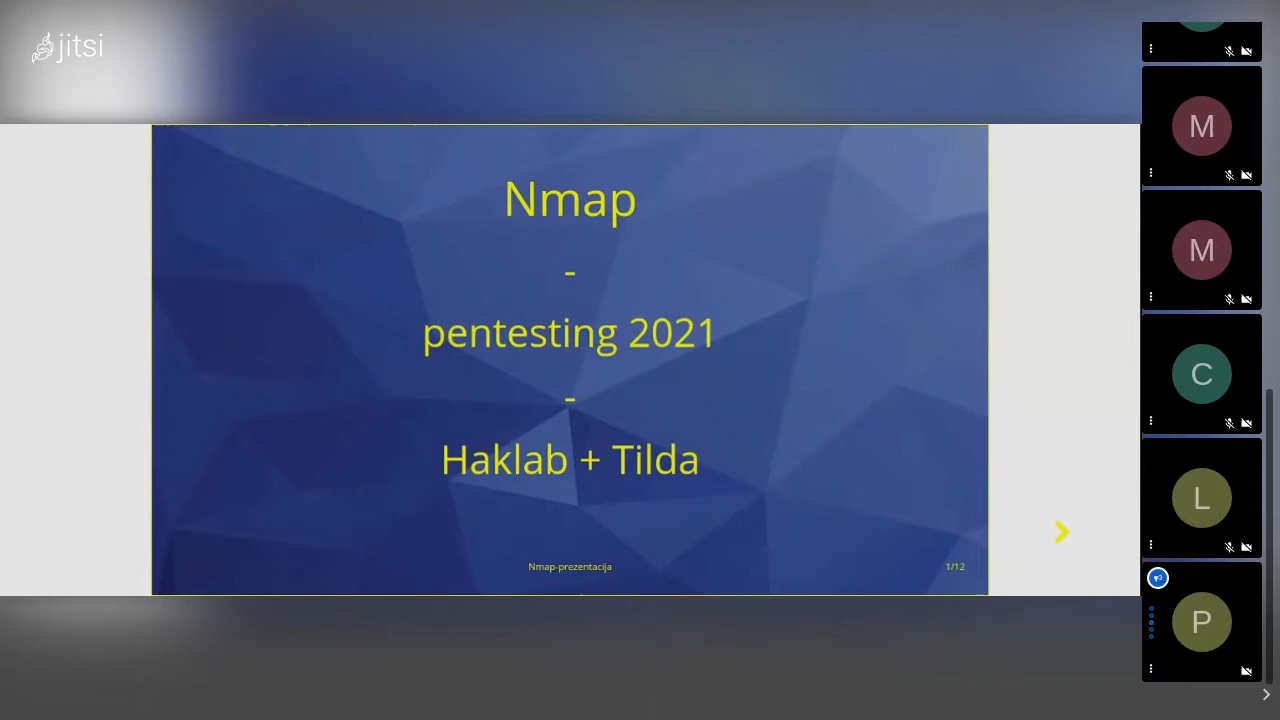 jitsi
Nmap
-
pentesting 2021
-
Haklab + Tilda
Nmap-prezentacija
1/12
M
M
C
L
P